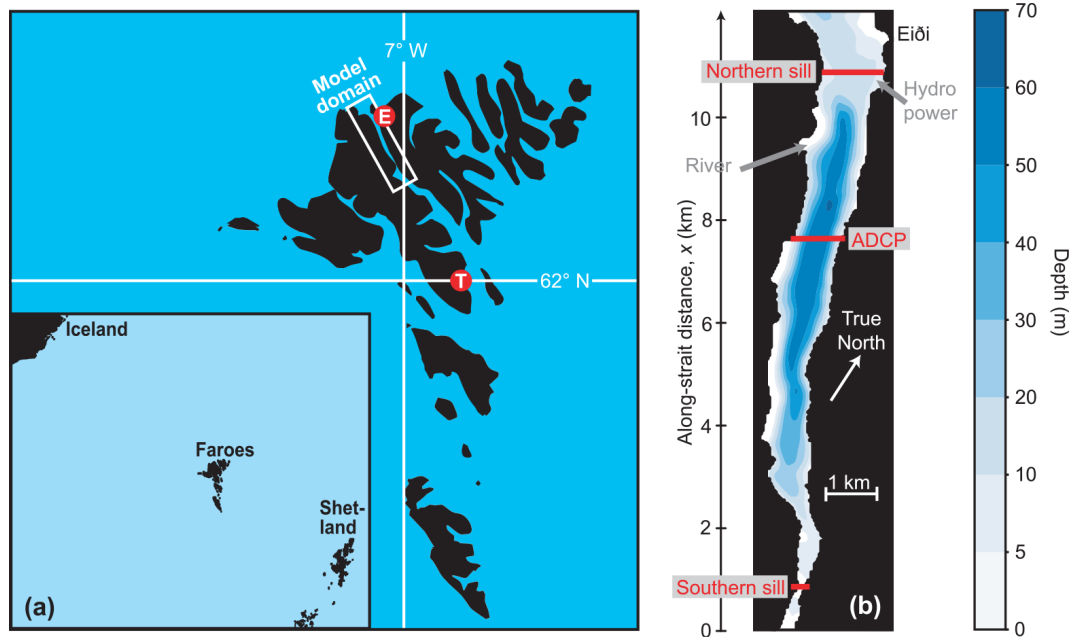 7° W
Model
domain
E
T
62° N
Iceland
Faroes
Shet-
land
(a)
Along-strait distance, x (km)
10
8
6
4
2
0
Eiði
Northern sill
Hydro
power
River
ADCP
True
North
1 km
Southern sill
(b)
Depth (m)
70
60
50
40
30
20
10
5
0